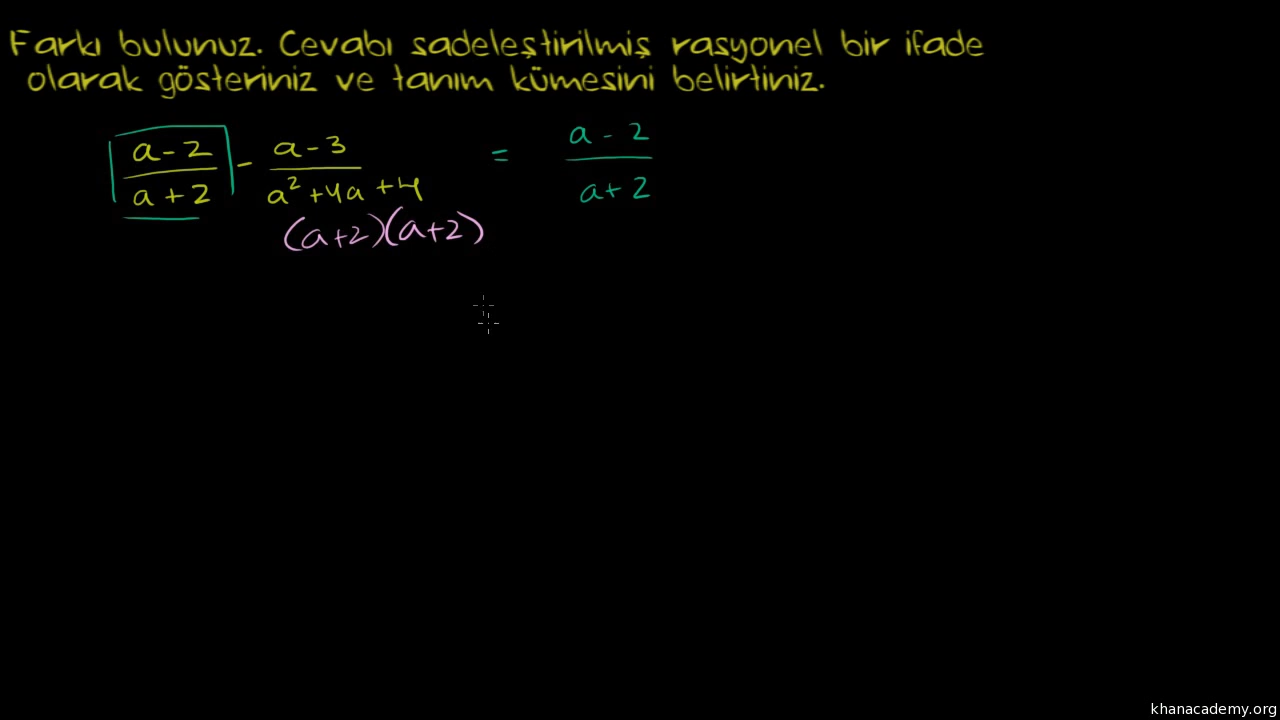 Farkı bulunuz. Cevabı sadeleştirilmiş rasyonel bir ifade
olarak gösteriniz ve tanım kümesini belirtiniz.
a-2 a-3 = a-2
a+2 - a²+4a+4 a+2
(a+2)(a+2)
khanacademy.org